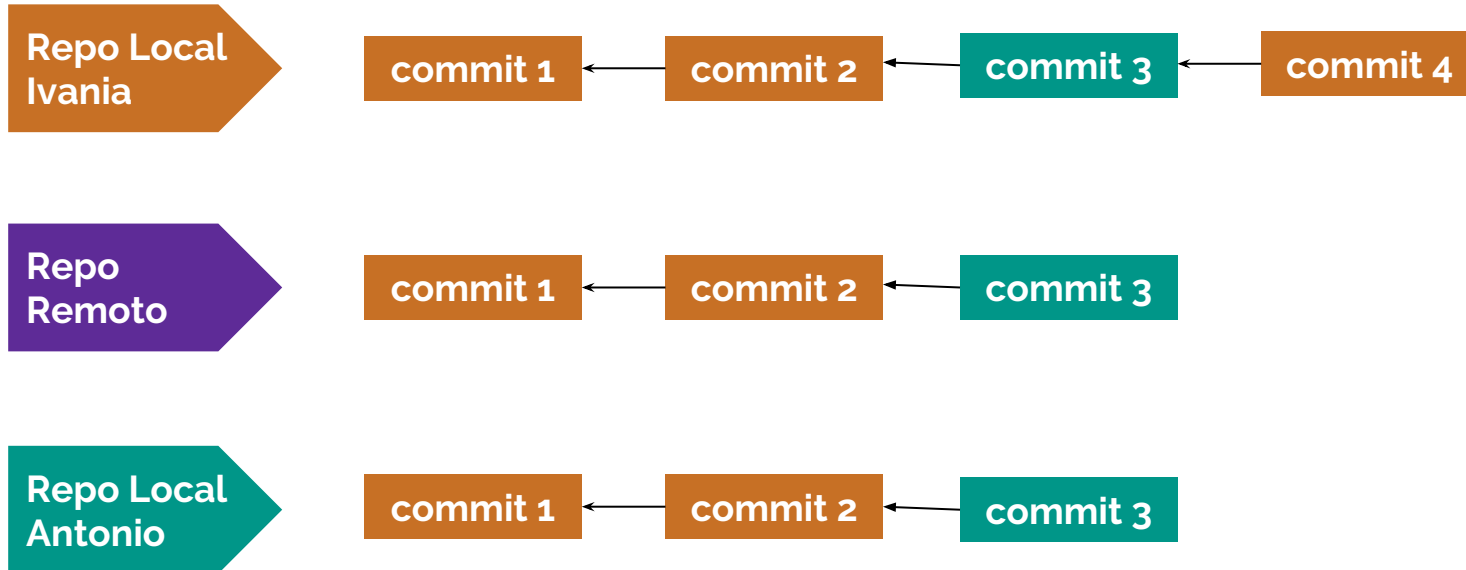 Repo Local
Ivania
commit 1
commit 2
commit 3
commit 4
Repo
Remoto
commit 1
commit 2
commit 3
Repo Local
Antonio
commit 1
commit 2
commit 3